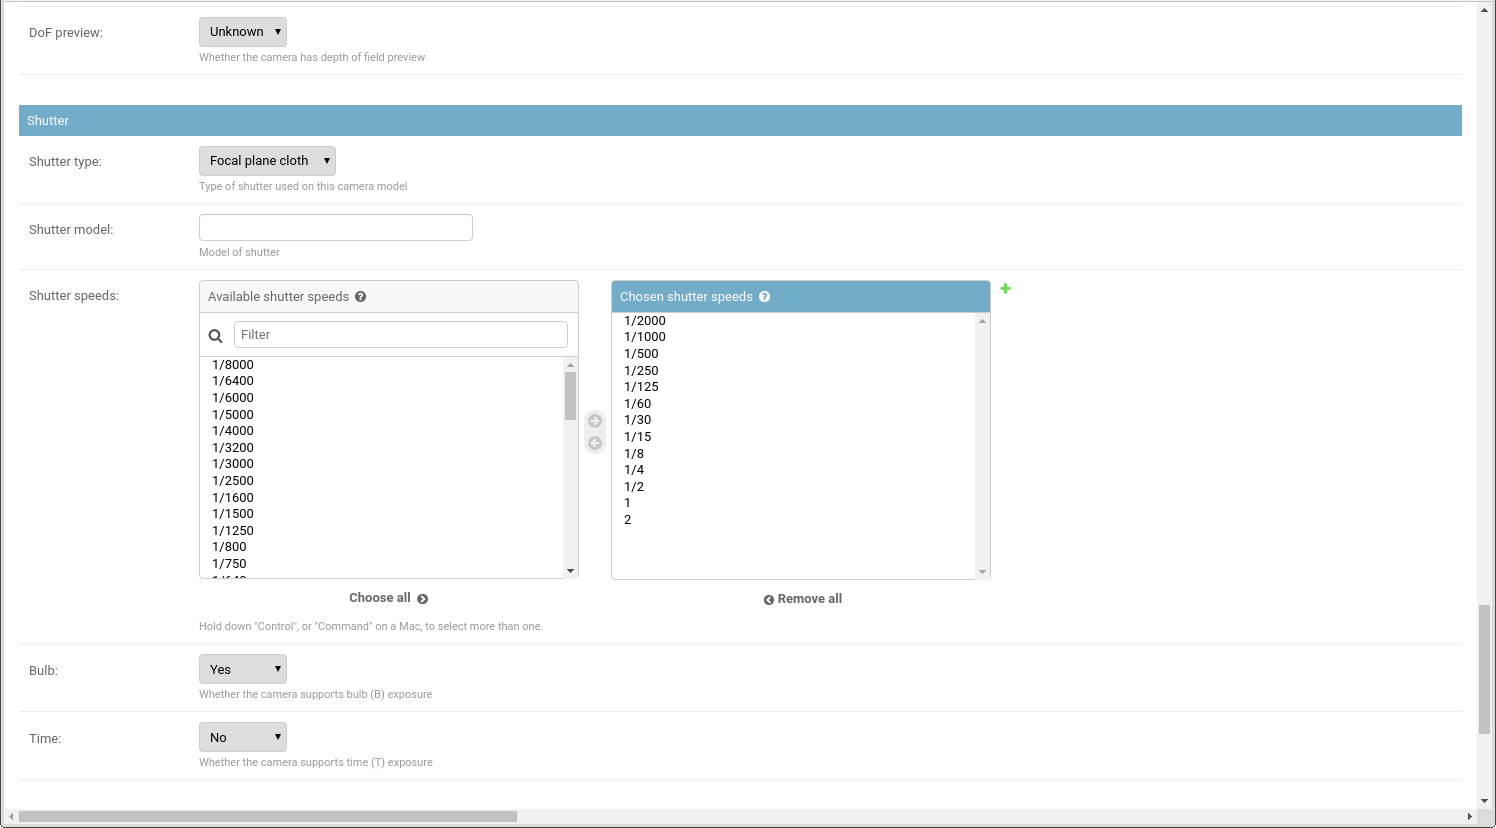 DoF preview: Unknown
Whether the camera has depth of field preview
Shutter
Shutter type: Focal plane cloth
Type of shutter used on this camera model
Shutter model:
Model of shutter
Shutter speeds:
Available shutter speeds
Filter
1/8000
1/6400
1/6000
1/5000
1/4000
1/3200
1/3000
1/2500
1/1600
1/1500
1/1250
1/800
1/750
Choose all
Chosen shutter speeds
1/2000
1/1000
1/500
1/250
1/125
1/60
1/30
1/15
1/8
1/4
1/2
1
2
Remove all
Hold down "Control", or "Command" on a Mac, to select more than one.
Bulb: Yes
Whether the camera supports bulb (B) exposure
Time: No
Whether the camera supports time (T) exposure